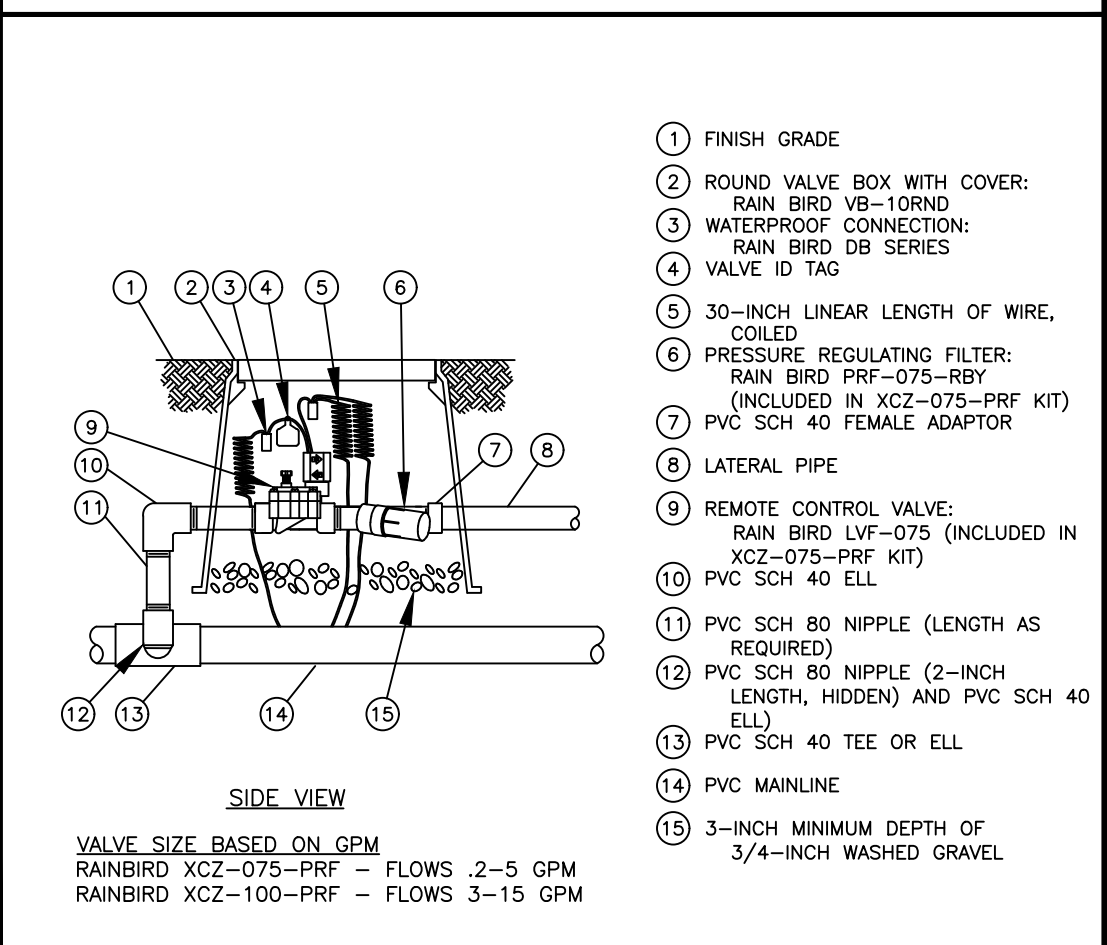 1 FINISH GRADE
2 ROUND VALVE BOX WITH COVER:
RAIN BIRD VB-10RND
3 WATERPROOF CONNECTION:
RAIN BIRD DB SERIES
4 VALVE ID TAG
5 30-INCH LINEAR LENGTH OF WIRE,
COILED
6 PRESSURE REGULATING FILTER:
RAIN BIRD PRF-075-RBY
(INCLUDED IN XCZ-075-PRF KIT)
7 PVC SCH 40 FEMALE ADAPTOR
8 LATERAL PIPE
9 REMOTE CONTROL VALVE:
RAIN BIRD LVF-075 (INCLUDED IN
XCZ-075-PRF KIT)
10 PVC SCH 40 ELL
11 PVC SCH 80 NIPPLE (LENGTH AS
REQUIRED)
12 PVC SCH 80 NIPPLE (2-INCH
LENGTH, HIDDEN) AND PVC SCH 40
ELL)
13 PVC SCH 40 TEE OR ELL
14 PVC MAINLINE
15 3-INCH MINIMUM DEPTH OF
3/4-INCH WASHED GRAVEL
1 2 3 4 5 6
9
10
11
7 8
12 13 14 15
SIDE VIEW
VALVE SIZE BASED ON GPM
RAINBIRD XCZ-075-PRF - FLOWS .2-5 GPM
RAINBIRD XCZ-100-PRF - FLOWS 3-15 GPM